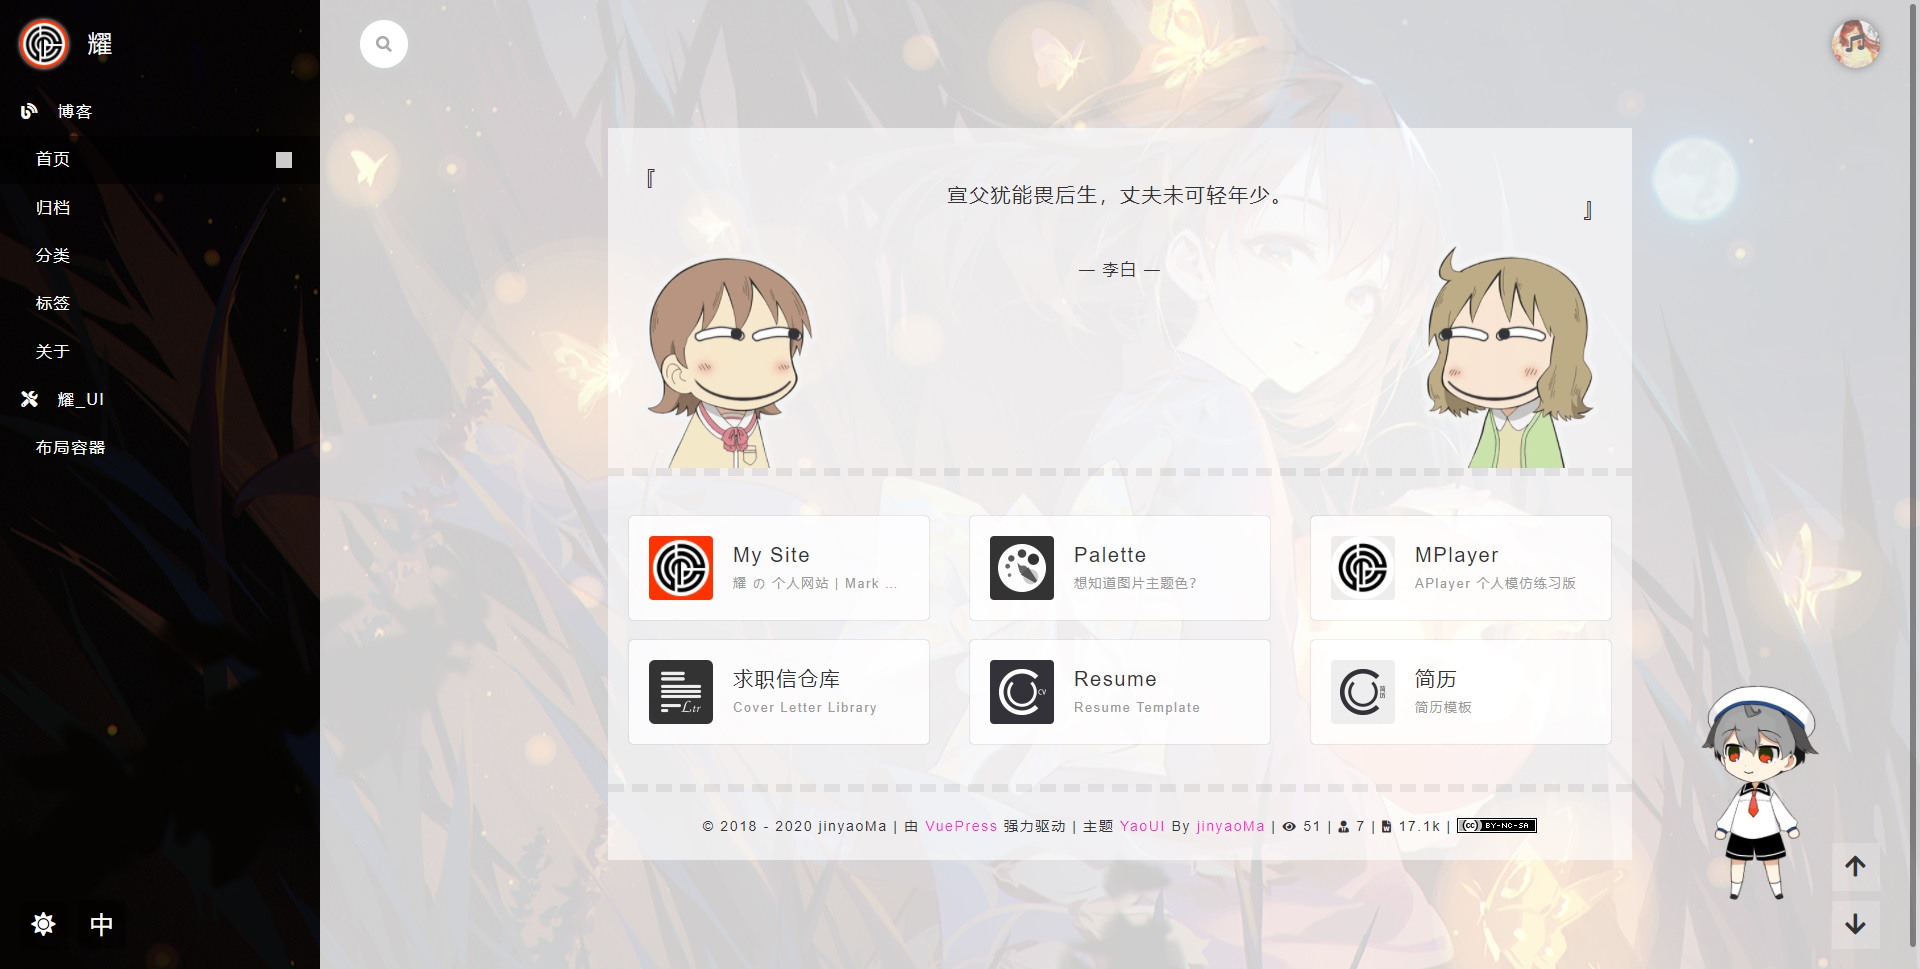 耀
博客
首页
归档
分类
标签
关于
耀_UI
布局容器
中
『
宣父犹能畏后生，丈夫未可轻年少。
』
— 李白 —
My Site
耀 の 个人网站 | Mark ...
Palette
想知道图片主题色？
MPlayer
APlayer 个人模仿练习版
Ltr
求职信仓库
Cover Letter Library
CV
Resume
Resume Template
简历
简历
简历模板
© 2018 - 2020 jinyaoMa | 由 VuePress 强力驱动 | 主题 YaoUI By jinyaoMa | 51 | 7 | 17.1k | (cc) BY-NC-SA